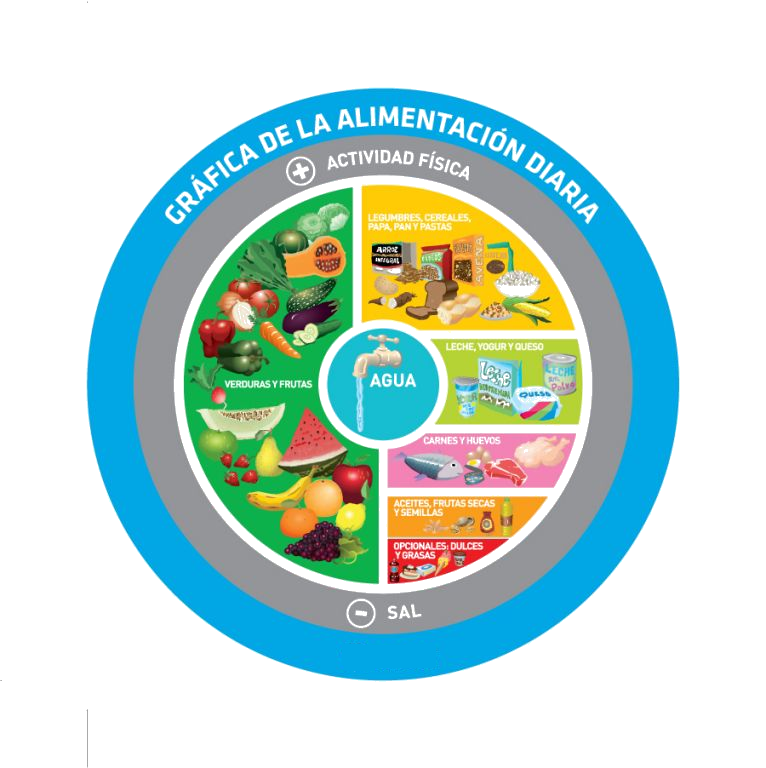 GRÁFICA DE LA ALIMENTACIÓN DIARIA
+ ACTIVIDAD FÍSICA
LEGUMBRES, CEREALES,
PAPA, PAN Y PASTAS
ARROZ
INTEGRAL
AVENA
AGUA
LECHE, YOGUR Y QUESO
Leche
LECHE
en
Polvo
QUESO
VERDURAS Y FRUTAS
CARNES Y HUEVOS
ACEITES, FRUTAS SECAS
Y SEMILLAS
OPCIONALES: DULCES
Y GRASAS
- SAL